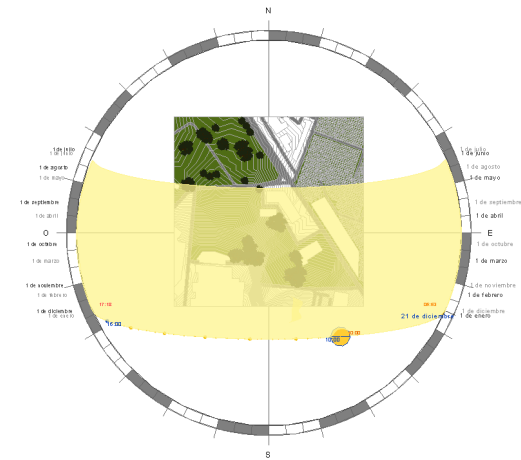 N
1 de julio
1 de junio
1 de agosto
1 de mayo
1 de septiembre
1 de abril
O
1 de octubre
1 de marzo
1 de noviembre
1 de febrero
1 de diciembre
1 de enero
17:10
16:00
1 de julio
1 de junio
1 de agosto
1 de mayo
1 de septiembre
1 de abril
E
1 de octubre
1 de marzo
1 de noviembre
1 de febrero
1 de diciembre
21 de diciembre
1 de enero
10:00
S